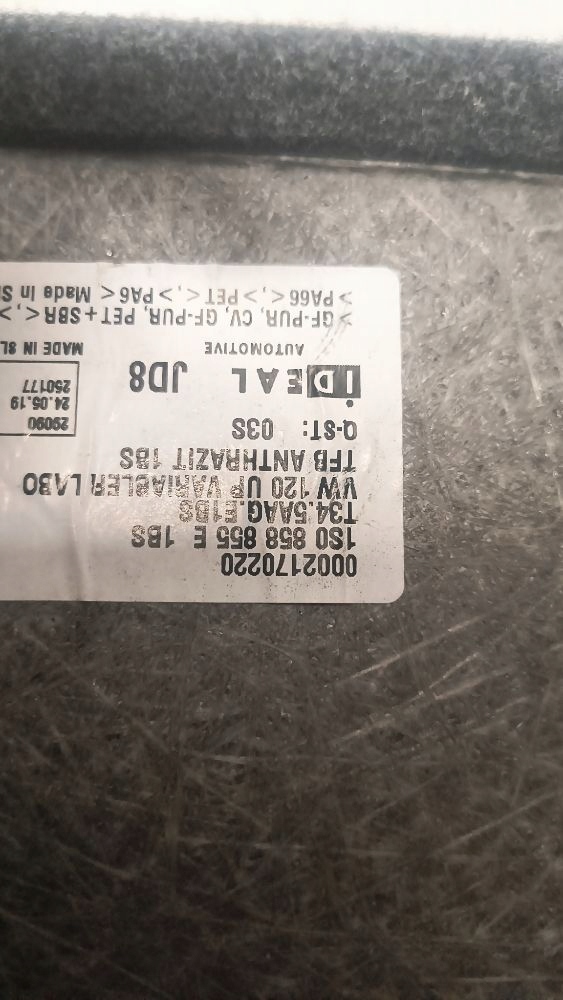 0002170220
1S0 858 855 E 1BS
T34.5AAG.E1BS
VW 120 UP VARIABLER LABO
TFB ANTHRAZIT 1BS
Q-ST: 03S
29090
24.05.19
250177
iDEAL JD8
AUTOMOTIVE
MADE IN SL
>GF-PUR, CV, GF-PUR, PET+SBR<,>
>PA66<,>PET<,>PA6< Made In Sl